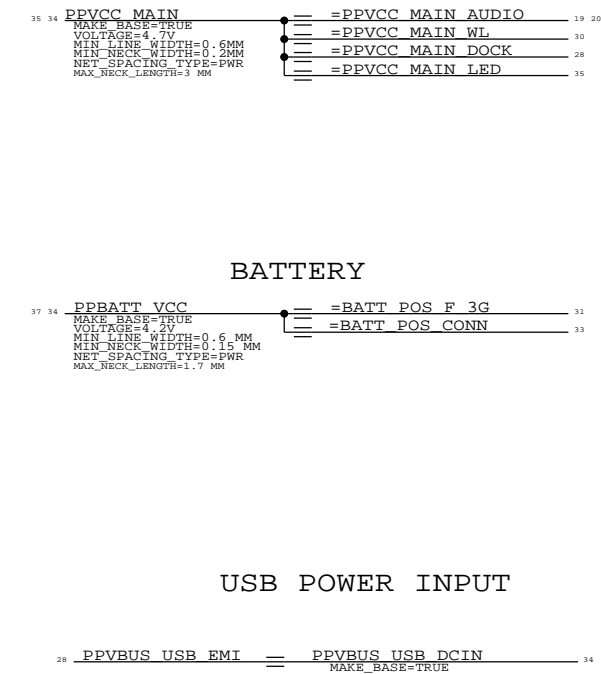 35 34 PPVCC_MAIN =PPVCC_MAIN_AUDIO 19 20
MAKE_BASE=TRUE
VOLTAGE=4.7V
MIN_LINE_WIDTH=0.6MM
MIN_NECK_WIDTH=0.2MM
NET_SPACING_TYPE=PWR
MAX_NECK_LENGTH=3 MM
=PPVCC_MAIN_WL 30
=PPVCC_MAIN_DOCK 28
=PPVCC_MAIN_LED 35
BATTERY
37 34 PPBATT_VCC =BATT_POS_F_3G 31
MAKE_BASE=TRUE
VOLTAGE=4.2V
MIN_LINE_WIDTH=0.6 MM
MIN_NECK_WIDTH=0.15 MM
NET_SPACING_TYPE=PWR
MAX_NECK_LENGTH=1.7 MM
=BATT_POS_CONN 33
USB POWER INPUT
28 PPVBUS_USB_EMI PPVBUS_USB_DCIN 34
MAKE_BASE=TRUE